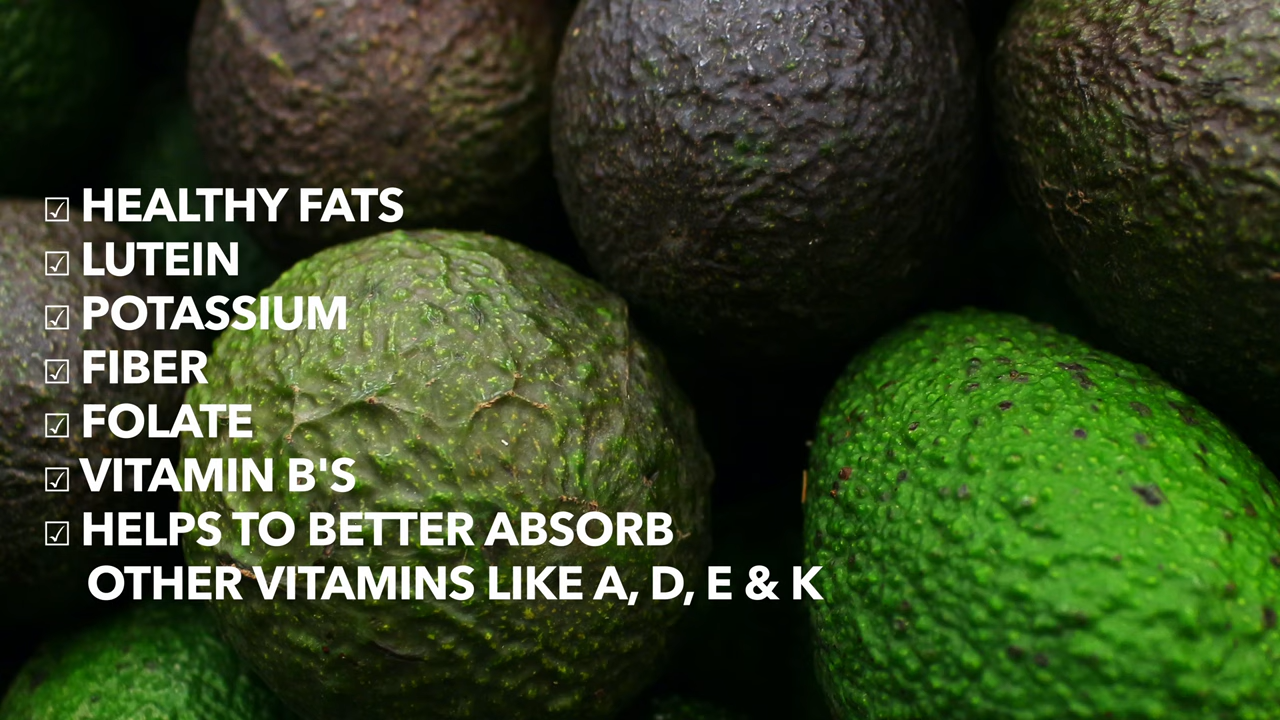 ☑ HEALTHY FATS
☑ LUTEIN
☑ POTASSIUM
☑ FIBER
☑ FOLATE
☑ VITAMIN B'S
☑ HELPS TO BETTER ABSORB
OTHER VITAMINS LIKE A, D, E & K